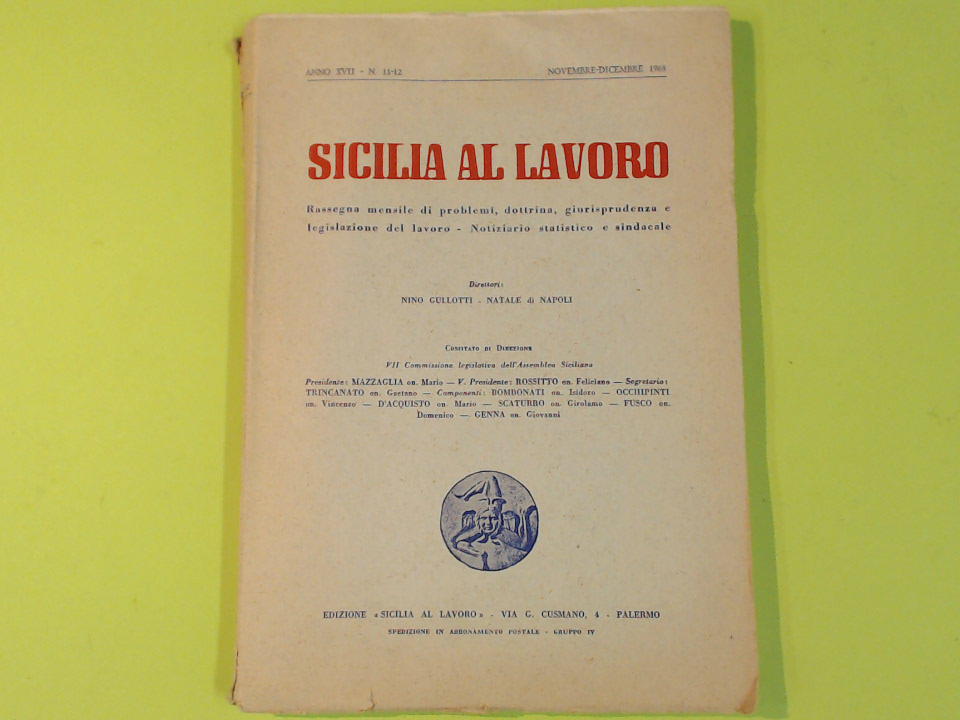 ANNO XVII - N. 11-12
NOVEMBRE-DICEMBRE 1968
SICILIA AL LAVORO
Rassegna mensile di problemi, dottrina, giurisprudenza e
legislazione del lavoro - Notiziario statistico e sindacale
Direttori:
NINO GULLOTTI - NATALE di NAPOLI
COMITATO DI DIREZIONE
VII Commissione legislativa dell'Assemblea Siciliana
Presidente: MAZZAGLIA on. Mario — V. Presidente: ROSSITTO on. Feliciano — Segretario:
TRINCANATO on. Gaetano — Componenti: BOMBONATI on. Isidoro — OCCHIPINTI
on. Vincenzo — D'ACQUISTO on. Mario — SCATURRO on. Girolamo — FUSCO on.
Domenico — GENNA on. Giovanni
EDIZIONE «SICILIA AL LAVORO» - VIA G. CUSMANO, 4 - PALERMO
SPEDIZIONE IN ABBONAMENTO POSTALE - GRUPPO IV